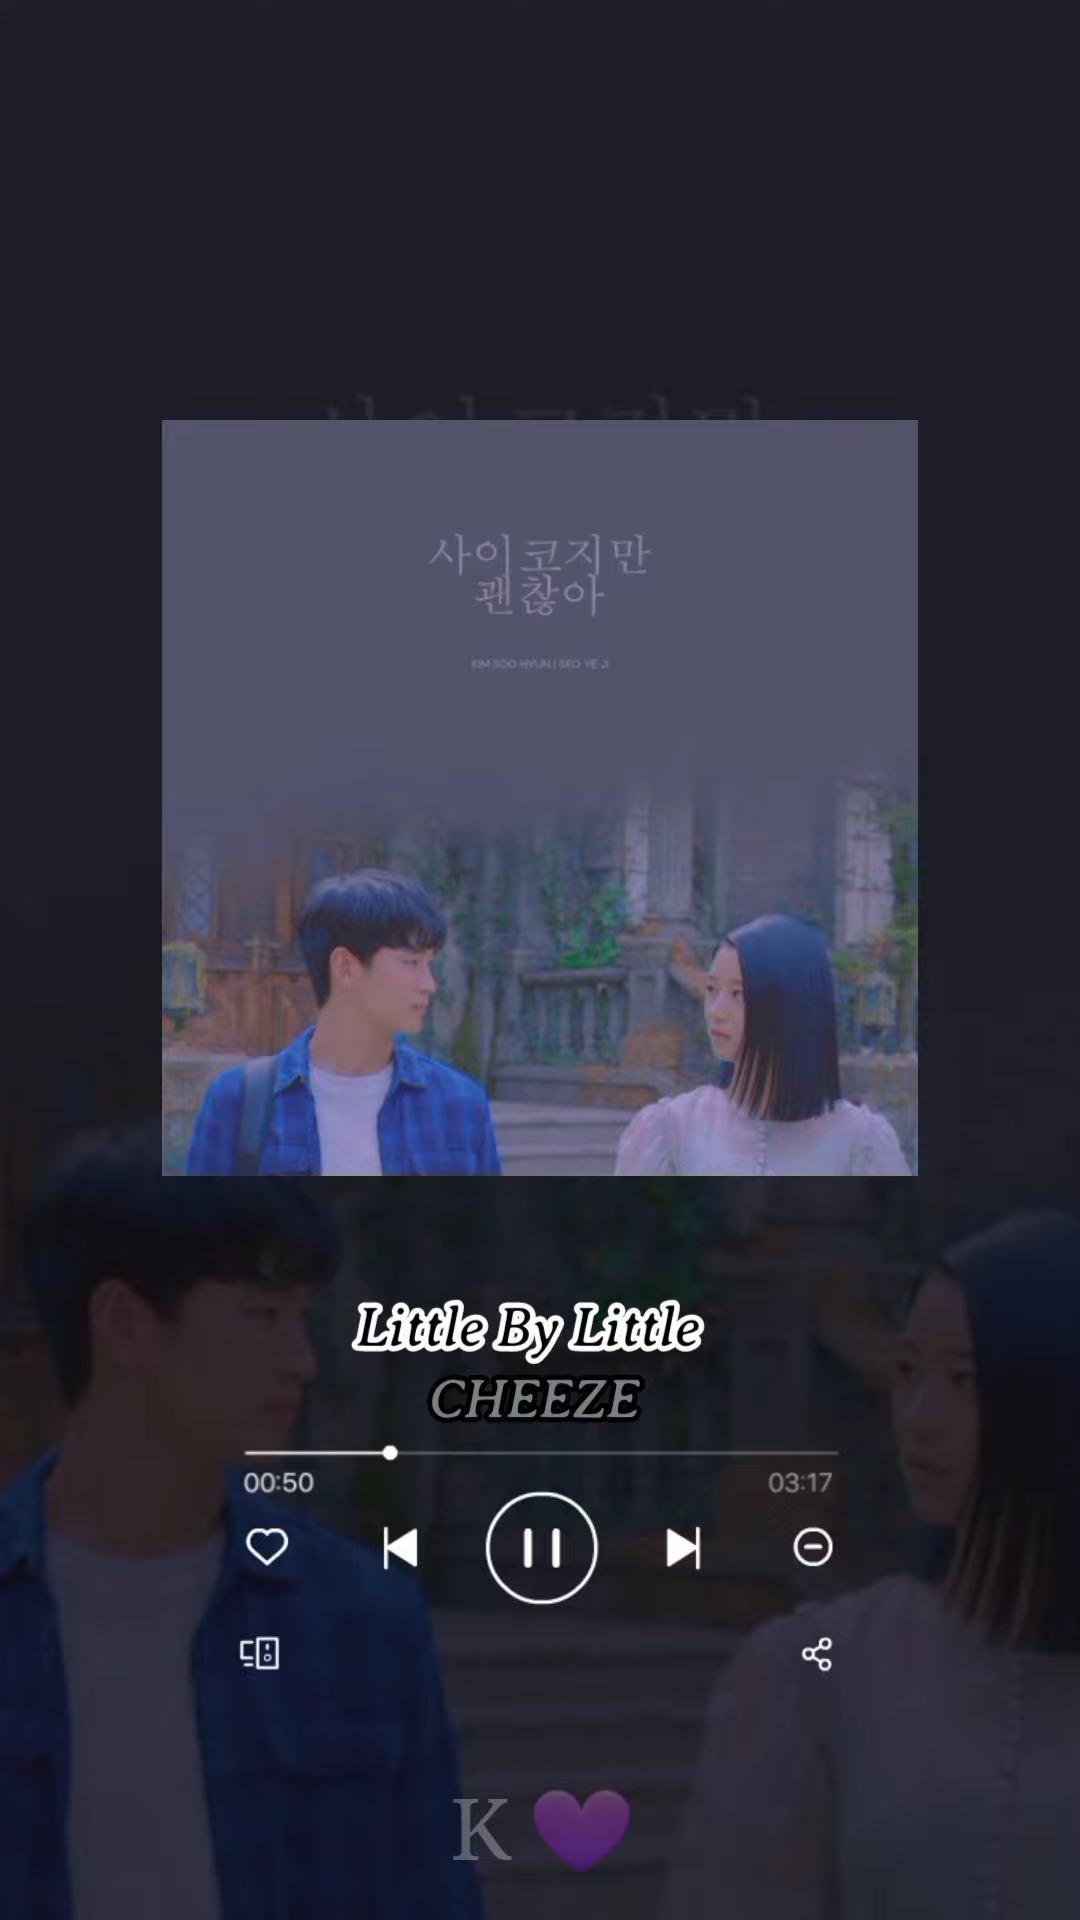 사이코지만
괜찮아
KIM SOO HYUN | SEO YE JI
Little By Little
CHEEZE
00:50 03:17
K 💜